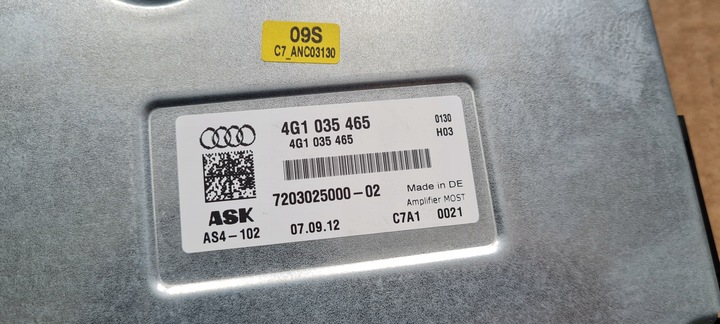 09S
C7_ANC03130
4G1 035 465
0130
4G1 035 465
H03
7203025000-02
Made in DE
Amplifier MOST
ASK
AS4-102
07.09.12
C7A1
0021